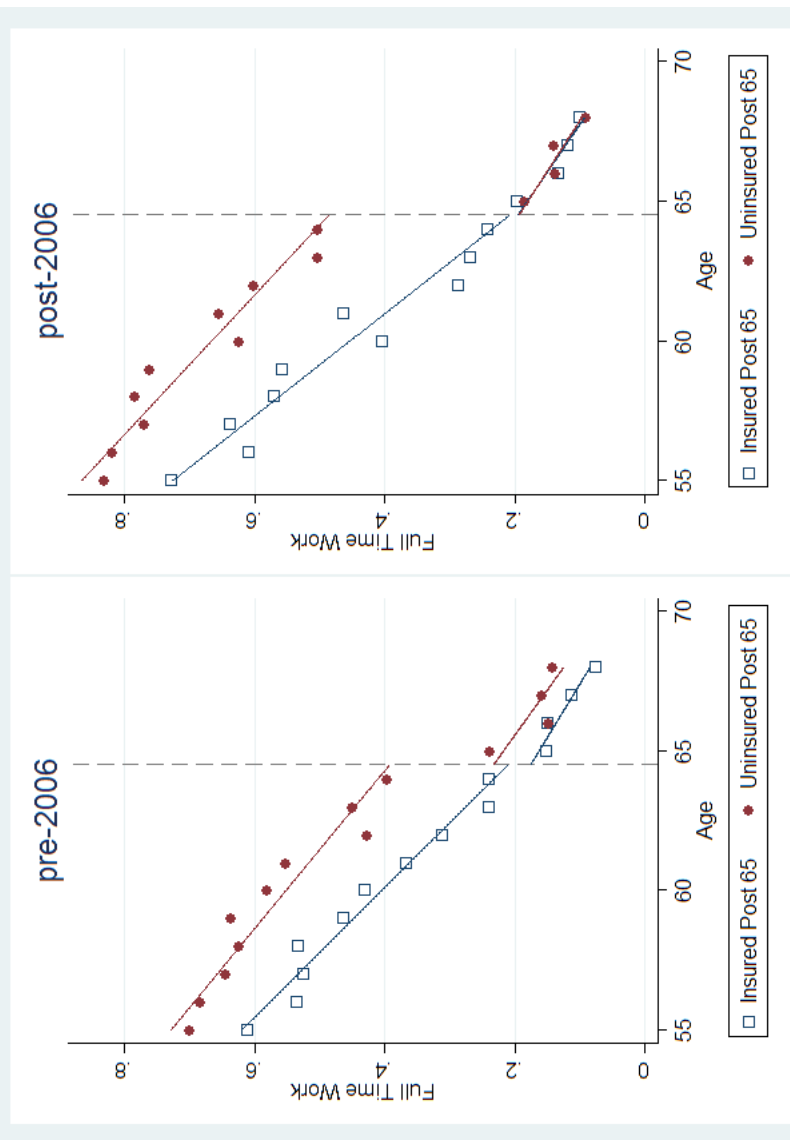 pre-2006
Full Time Work
.8
.6
.4
.2
0
55 60 65 70
Age
Insured Post 65 Uninsured Post 65
post-2006
Full Time Work
.8
.6
.4
.2
0
55 60 65 70
Age
Insured Post 65 Uninsured Post 65